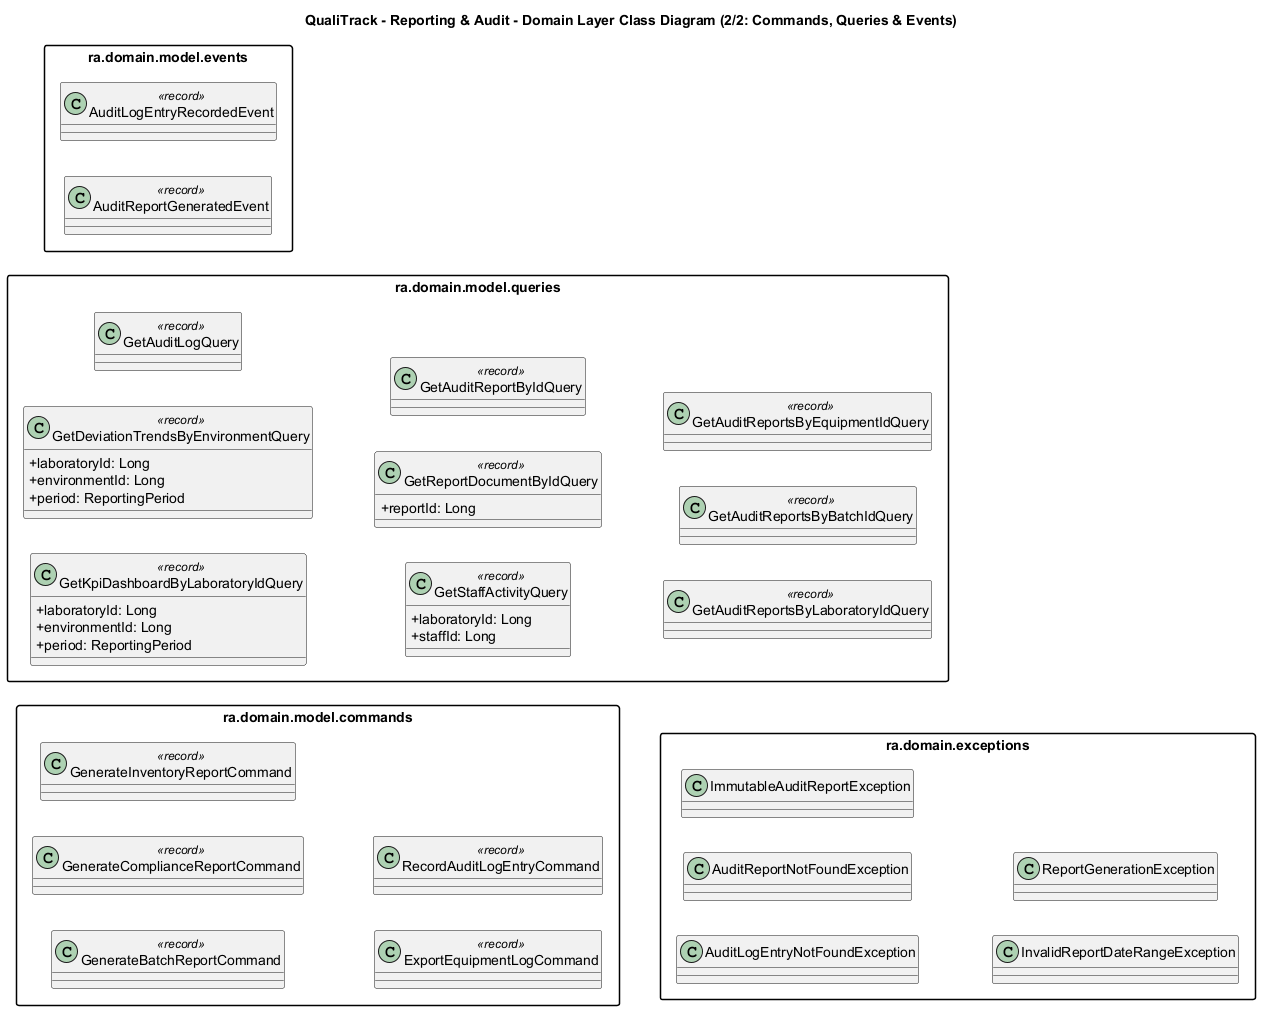 QualiTrack - Reporting & Audit - Domain Layer Class Diagram (2/2: Commands, Queries & Events)
ra.domain.model.events
C
«record»
AuditLogEntryRecordedEvent
C
«record»
AuditReportGeneratedEvent
ra.domain.model.queries
C
«record»
GetAuditLogQuery
C
«record»
GetDeviationTrendsByEnvironmentQuery
+laboratoryId: Long
+environmentId: Long
+period: ReportingPeriod
C
«record»
GetKpiDashboardByLaboratoryIdQuery
+laboratoryId: Long
+environmentId: Long
+period: ReportingPeriod
C
«record»
GetAuditReportByIdQuery
C
«record»
GetReportDocumentByIdQuery
+reportId: Long
C
«record»
GetStaffActivityQuery
+laboratoryId: Long
+staffId: Long
C
«record»
GetAuditReportsByEquipmentIdQuery
C
«record»
GetAuditReportsByBatchIdQuery
C
«record»
GetAuditReportsByLaboratoryIdQuery
ra.domain.model.commands
C
«record»
GenerateInventoryReportCommand
C
«record»
GenerateComplianceReportCommand
C
«record»
GenerateBatchReportCommand
C
«record»
RecordAuditLogEntryCommand
C
«record»
ExportEquipmentLogCommand
ra.domain.exceptions
C
ImmutableAuditReportException
C
AuditReportNotFoundException
C
AuditLogEntryNotFoundException
C
ReportGenerationException
C
InvalidReportDateRangeException